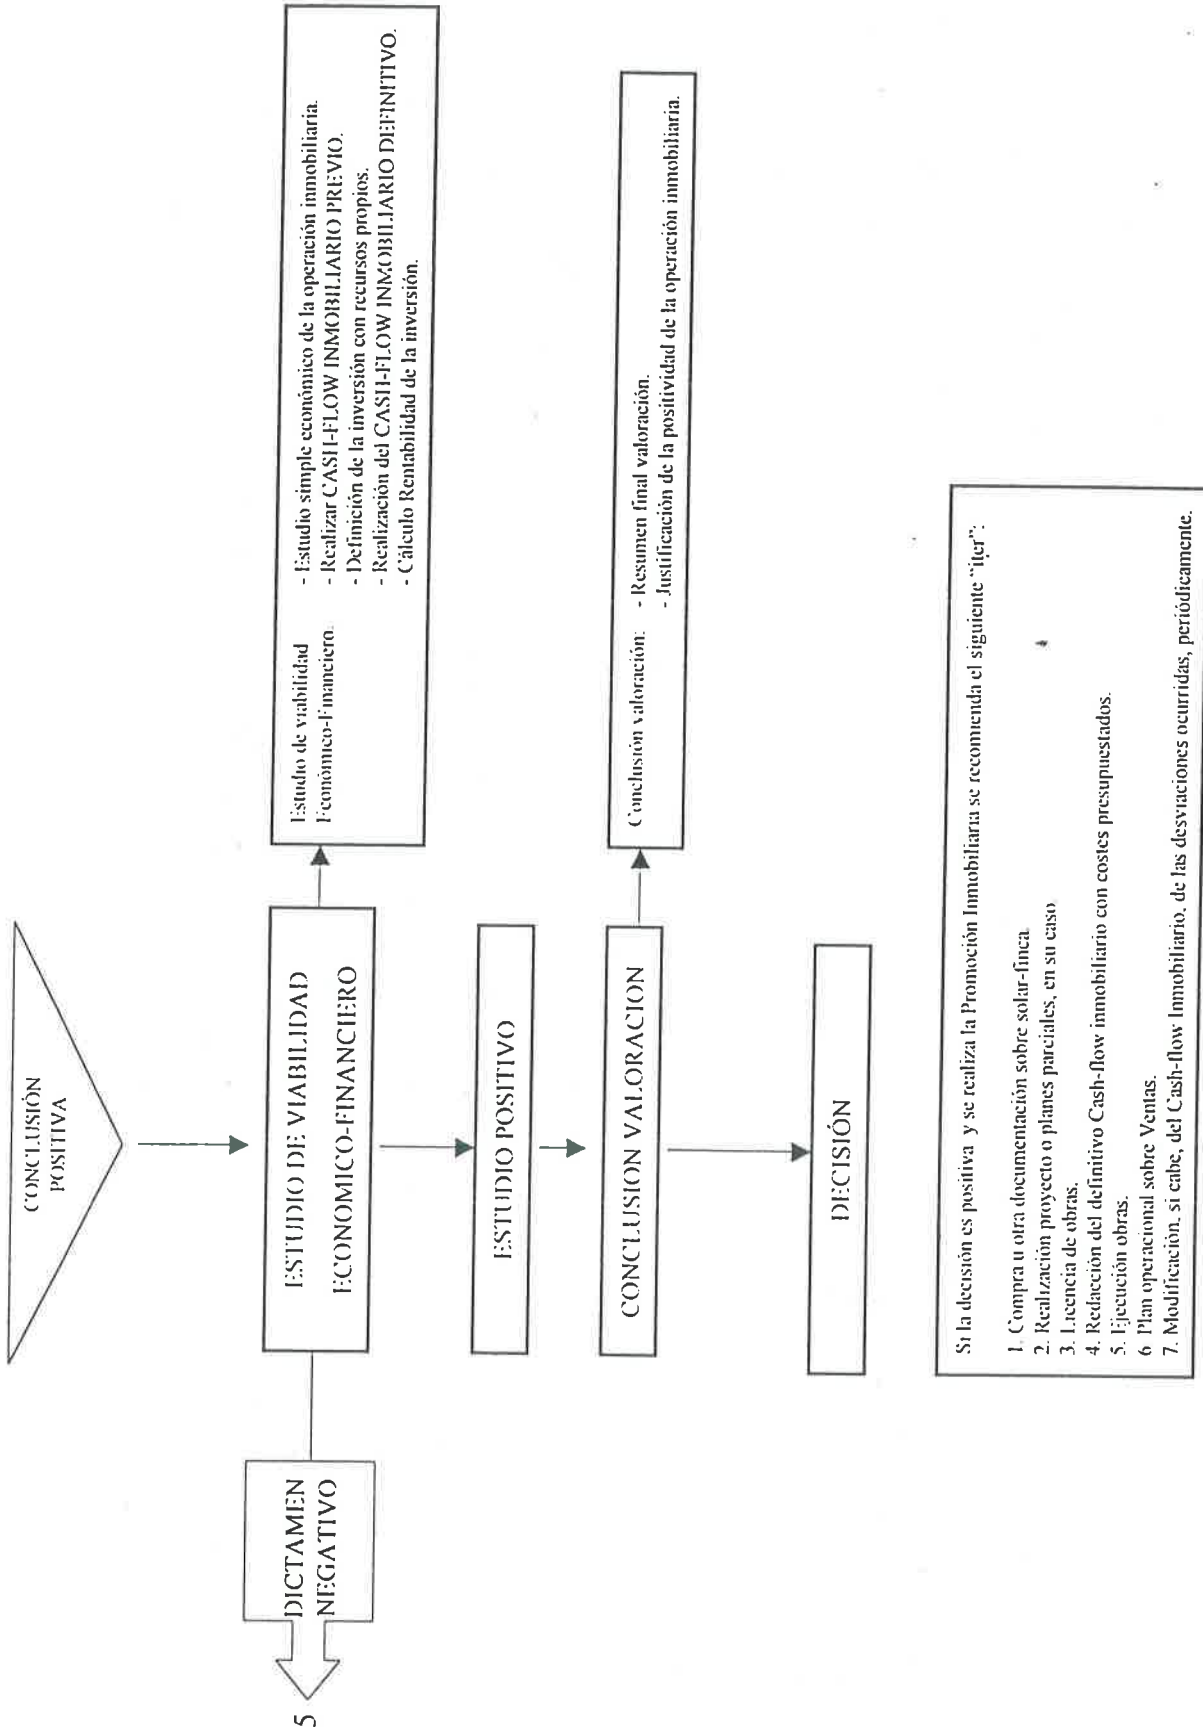 CONCLUSIÓN
POSITIVA
ESTUDIO DE VIABILIDAD
ECONOMICO-FINANCIERO
Estudio de viabilidad
Económico-Financiero.
- Estudio simple económico de la operación inmobiliaria.
- Realizar CASH-FLOW INMOBILIARIO PREVIO.
- Definición de la inversión con recursos propios.
- Realización del CASH-FLOW INMOBILIARIO DEFINITIVO.
- Cálculo Rentabilidad de la inversión.
DICTAMEN
NEGATIVO
5
ESTUDIO POSITIVO
CONCLUSION VALORACION
Conclusión valoración:
- Resumen final valoración.
- Justificación de la positividad de la operación inmobiliaria.
DECISIÓN
Si la decisión es positiva y se realiza la Promoción Inmobiliaria se recomienda el siguiente "iter":
1. Compra u otra documentación sobre solar-finca.
2. Realización proyecto o planes parciales, en su caso
3. Licencia de obras.
4. Redacción del definitivo Cash-flow inmobiliario con costes presupuestados.
5. Ejecución obras.
6 Plan operacional sobre Ventas.
7. Modificación, si cabe, del Cash-flow Inmobiliario, de las desviaciones ocurridas, periódicamente.